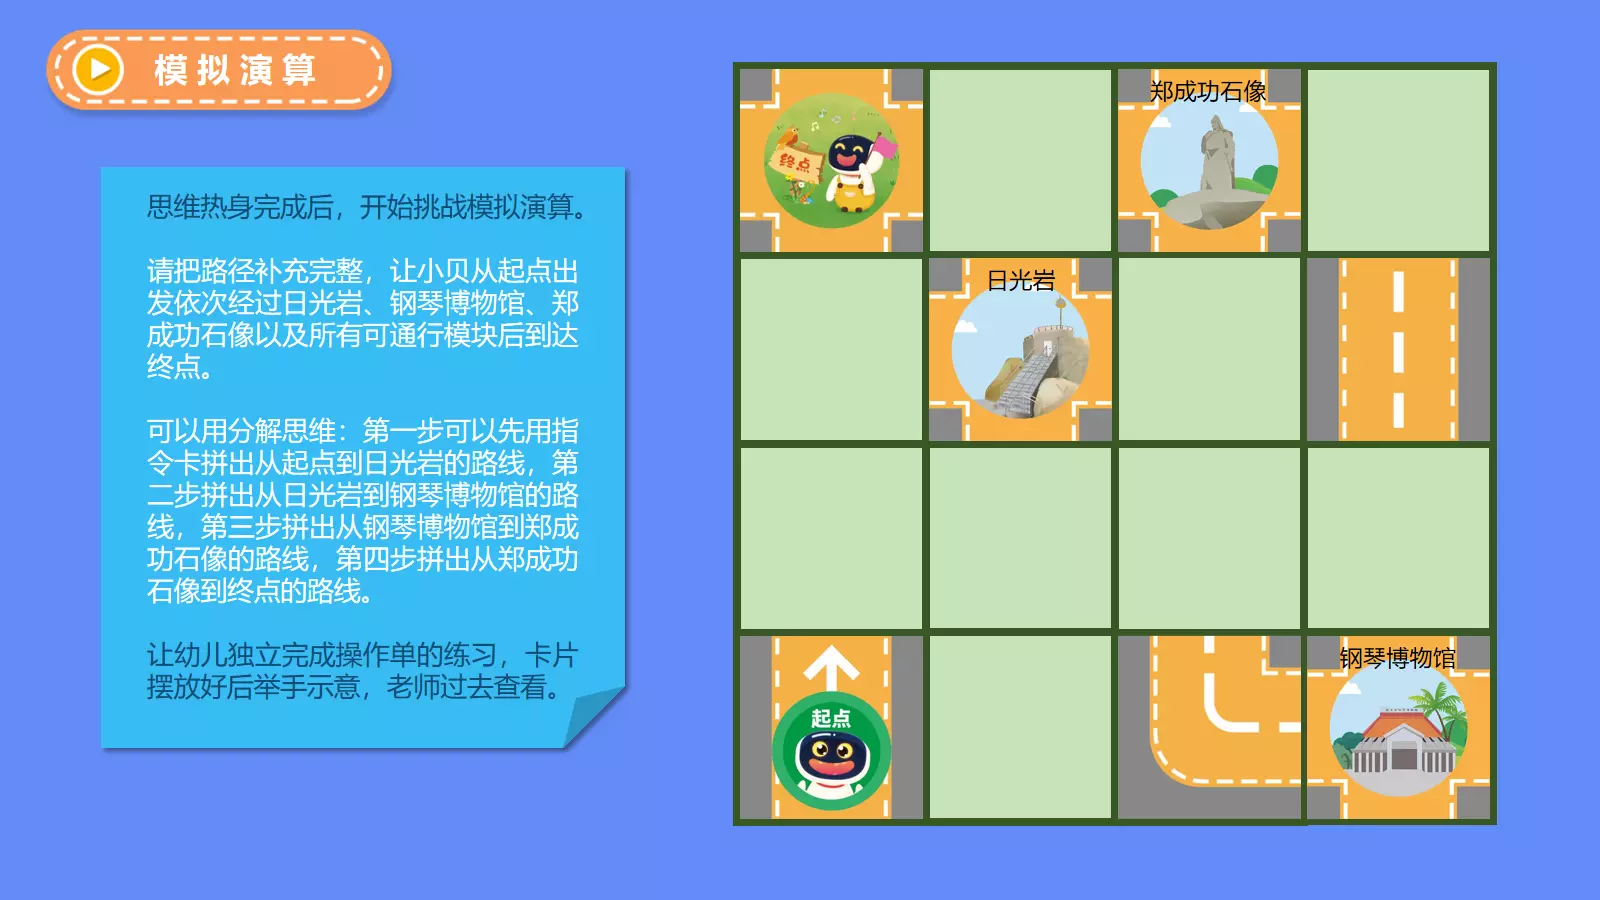 模拟演算
思维热身完成后，开始挑战模拟演算。
请把路径补充完整，让小贝从起点出
发依次经过日光岩、钢琴博物馆、郑
成功石像以及所有可通行模块后到达
终点。
可以用分解思维：第一步可以先用指
令卡拼出从起点到日光岩的路线，第
二步拼出从日光岩到钢琴博物馆的路
线，第三步拼出从钢琴博物馆到郑成
功石像的路线，第四步拼出从郑成功
石像到终点的路线。
让幼儿独立完成操作单的练习，卡片
摆放好后举手示意，老师过去查看。
终点
郑成功石像
日光岩
起点
钢琴博物馆